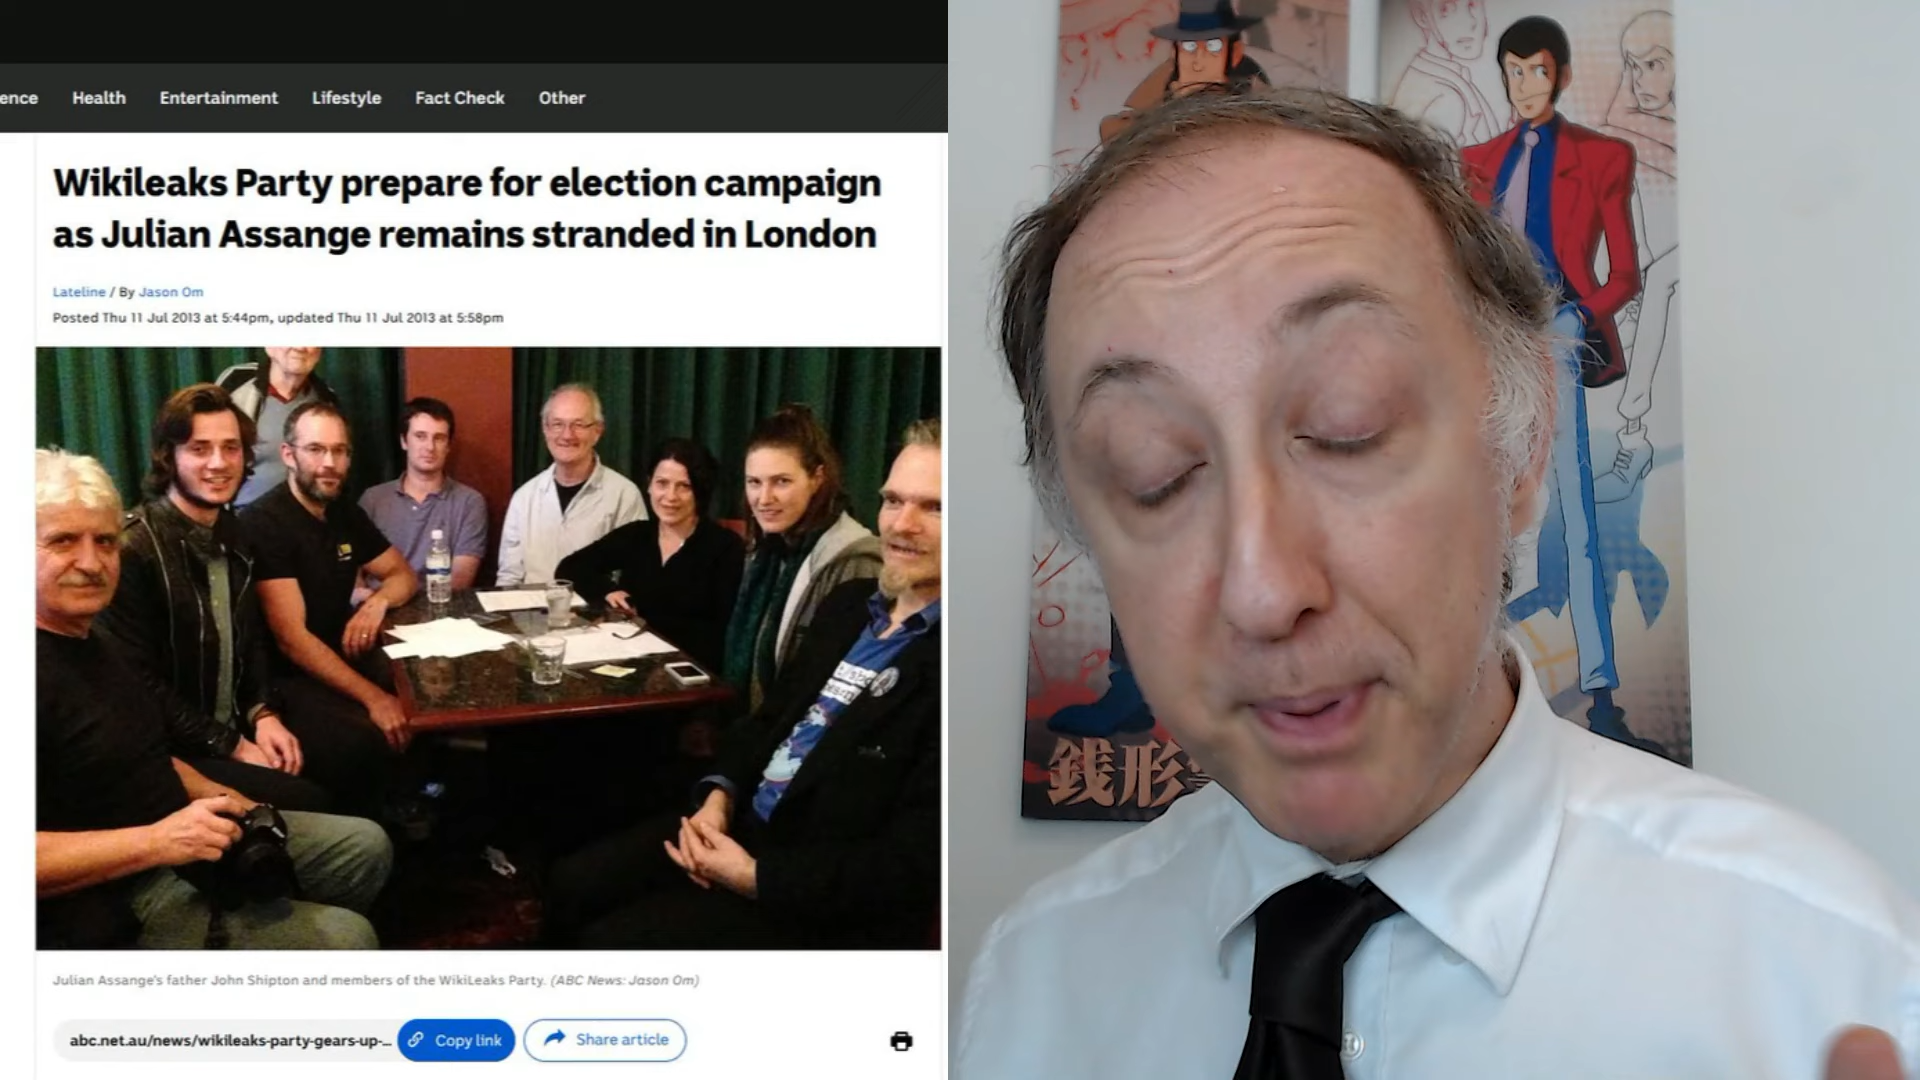 ence Health Entertainment Lifestyle Fact Check Other
Wikileaks Party prepare for election campaign
as Julian Assange remains stranded in London
Lateline / By Jason Om
Posted Thu 11 Jul 2013 at 5:44pm, updated Thu 11 Jul 2013 at 5:58pm
Julian Assange's father John Shipton and members of the WikiLeaks Party. (ABC News: Jason Om)
abc.net.au/news/wikileaks-party-gears-up-... Copy link Share article
銭形